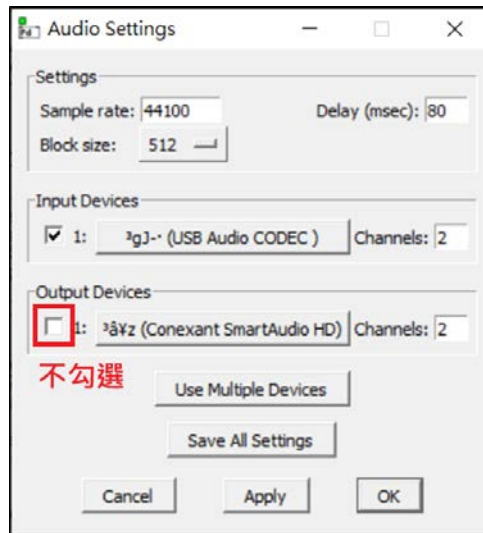 Audio Settings
Settings
Sample rate: 44100 Delay (msec): 80
Block size: 512
Input Devices
1: ³gJ­· (USB Audio CODEC ) Channels: 2
Output Devices
1: ³â¥z (Conexant SmartAudio HD) Channels: 2
不勾選
Use Multiple Devices
Save All Settings
Cancel Apply OK